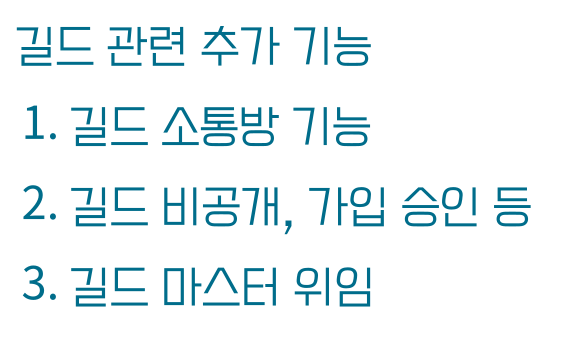 길드 관련 추가 기능
1. 길드 소통방 기능
2. 길드 비공개, 가입 승인 등
3. 길드 마스터 위임